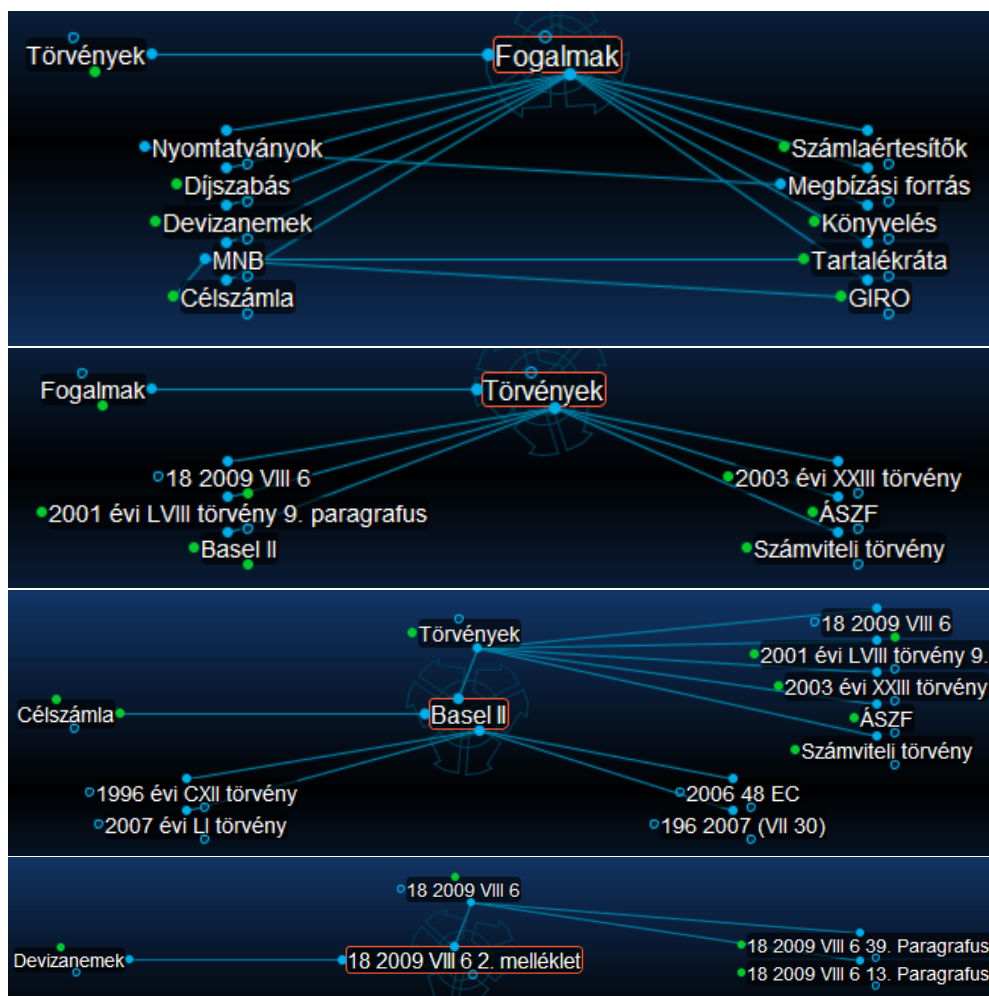 Törvények
Fogalmak
Nyomtatványok
Számlaértesítők
Díjszabás
Megbízási forrás
Devizanemek
Könyvelés
MNB
Tartalékráta
Célszámla
GIRO
Fogalmak
Törvények
18 2009 VIII 6
2003 évi XXIII törvény
2001 évi LVIII törvény 9. paragrafus
ÁSZF
Basel II
Számviteli törvény
Törvények
18 2009 VIII 6
2001 évi LVIII törvény 9.
2003 évi XXIII törvény
Célszámla
Basel II
ÁSZF
Számviteli törvény
1996 évi CXII törvény
2006 48 EC
2007 évi LI törvény
196 2007 (VII 30)
18 2009 VIII 6
18 2009 VIII 6 39. Paragrafus
Devizanemek
18 2009 VIII 6 2. melléklet
18 2009 VIII 6 13. Paragrafus